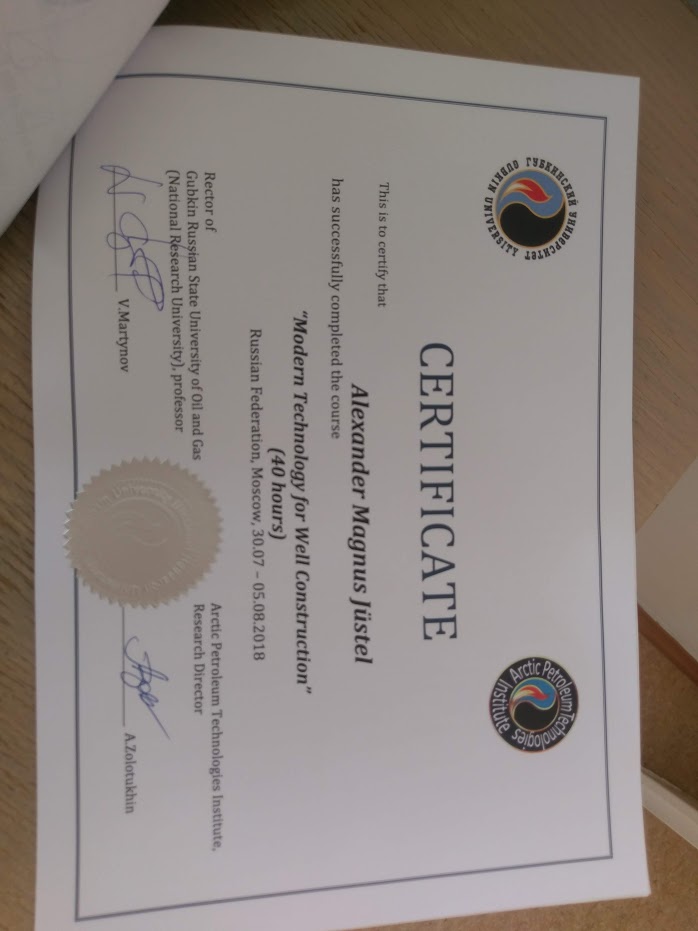 ГУБКИНСКИЙ УНИВЕРСИТЕТ
GUBKIN UNIVERSITY
Arctic Petroleum Technologies
Institute
CERTIFICATE
This is to certify that
Alexander Magnus Jüstel
has successfully completed the course
“Modern Technology for Well Construction”
(40 hours)
Russian Federation, Moscow, 30.07 – 05.08.2018
Rector of
Gubkin Russian State University of Oil and Gas
(National Research University), professor
V.Martynov
Arctic Petroleum Technologies Institute,
Research Director
A.Zolotukhin